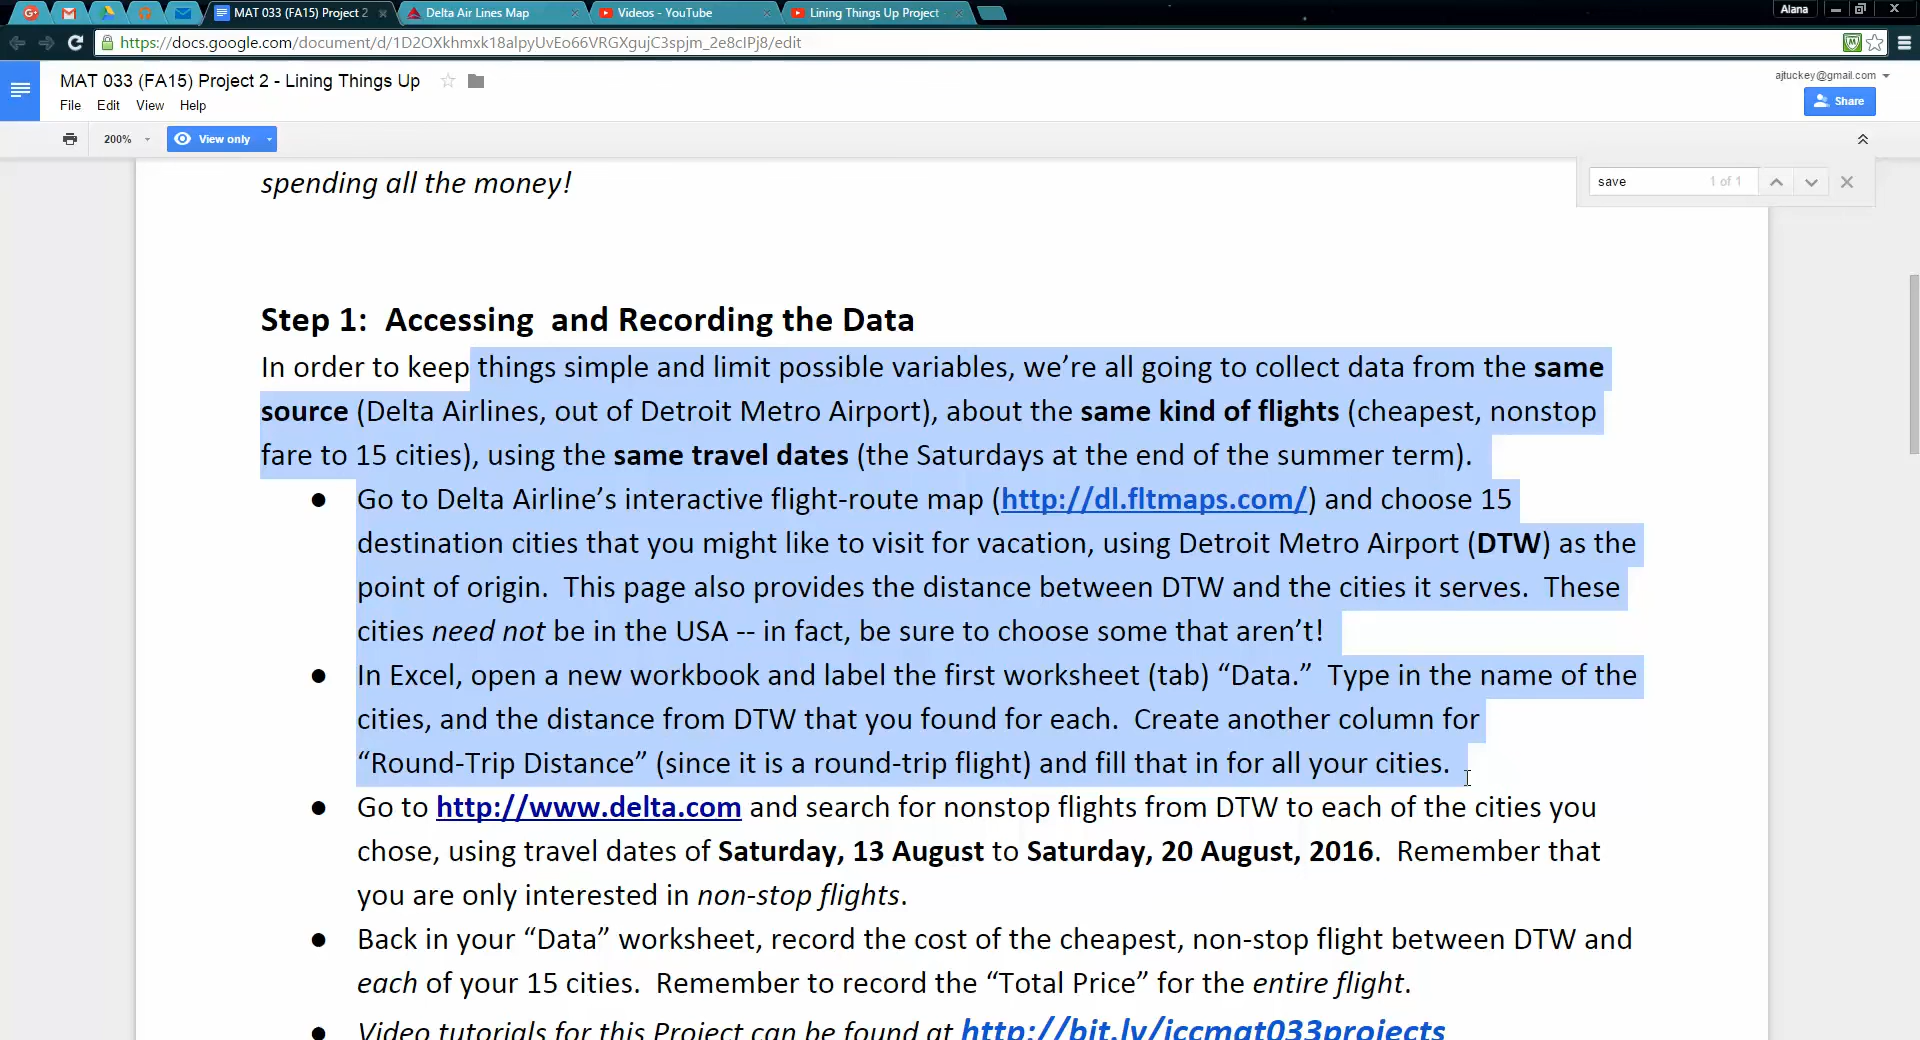 MAT 033 (FA15) Project 2
Delta Air Lines Map
Videos - YouTube
Lining Things Up Project
Alana
https://docs.google.com/document/d/1D2OXkhmxk18alpyUvEo66VRGXgujC3spjm_2e8cIPj8/edit
MAT 033 (FA15) Project 2 - Lining Things Up
ajtuckey@gmail.com
File Edit View Help
Share
200%
View only
save 1 of 1
spending all the money!
Step 1:  Accessing  and Recording the Data
In order to keep things simple and limit possible variables, we’re all going to collect data from the same
source (Delta Airlines, out of Detroit Metro Airport), about the same kind of flights (cheapest, nonstop
fare to 15 cities), using the same travel dates (the Saturdays at the end of the summer term).
● Go to Delta Airline’s interactive flight-route map (http://dl.fltmaps.com/) and choose 15
destination cities that you might like to visit for vacation, using Detroit Metro Airport (DTW) as the
point of origin.  This page also provides the distance between DTW and the cities it serves.  These
cities need not be in the USA -- in fact, be sure to choose some that aren’t!
● In Excel, open a new workbook and label the first worksheet (tab) “Data.”  Type in the name of the
cities, and the distance from DTW that you found for each.  Create another column for
“Round-Trip Distance” (since it is a round-trip flight) and fill that in for all your cities.
● Go to http://www.delta.com and search for nonstop flights from DTW to each of the cities you
chose, using travel dates of Saturday, 13 August to Saturday, 20 August, 2016.  Remember that
you are only interested in non-stop flights.
● Back in your “Data” worksheet, record the cost of the cheapest, non-stop flight between DTW and
each of your 15 cities.  Remember to record the “Total Price” for the entire flight.
● Video tutorials for this Project can be found at http://bit.ly/jccmat033projects